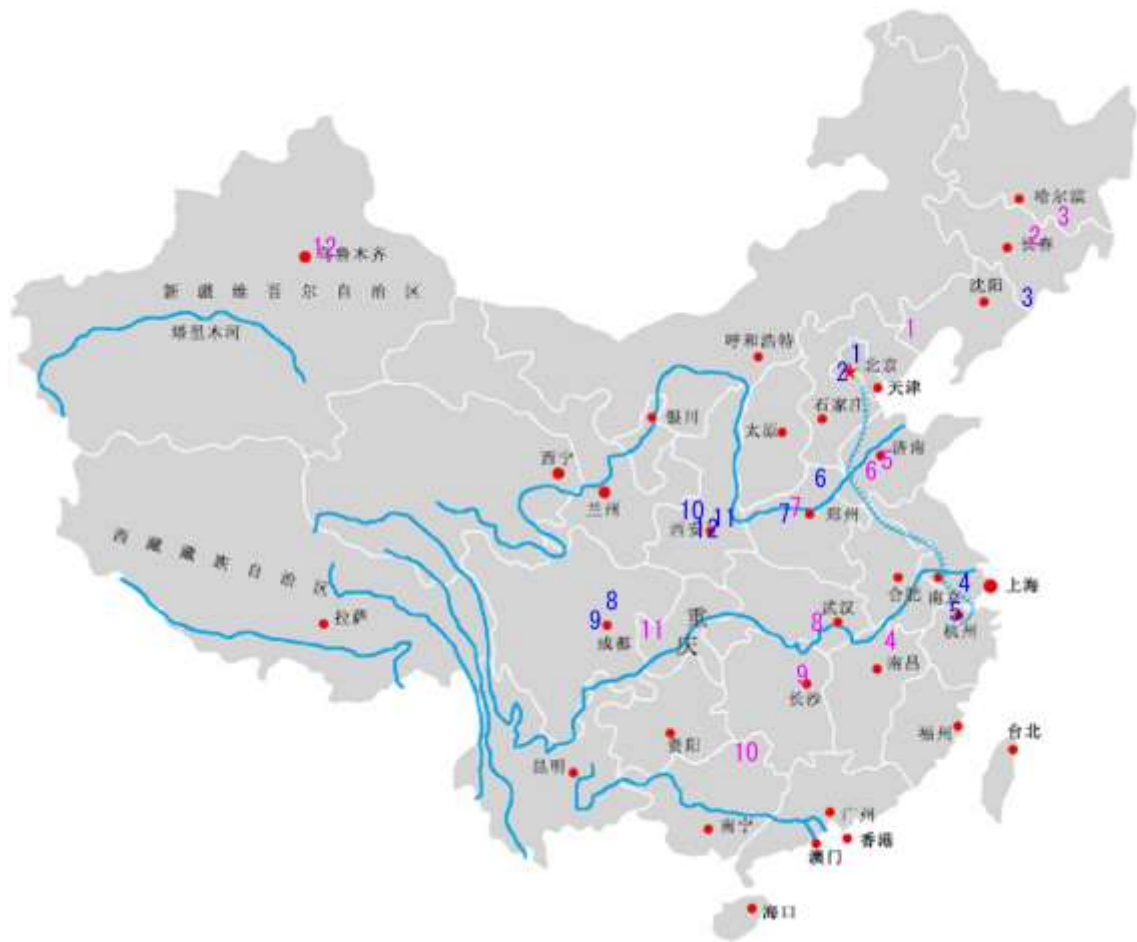 哈尔滨
3
2
长春
沈阳
3
12
乌鲁木齐
新疆维吾尔自治区
塔里木河
1
呼和浩特
1
2
北京
天津
石家庄
银川
太原
济南
5
6
6
西宁
兰州
10
11
西安
12
7
7
郑州
西藏藏族自治区
拉萨
合肥
南京
4
上海
5
杭州
8
9
成都
11
重庆
武汉
8
4
南昌
9
长沙
贵阳
10
福州
台北
昆明
南宁
广州
香港
澳门
海口